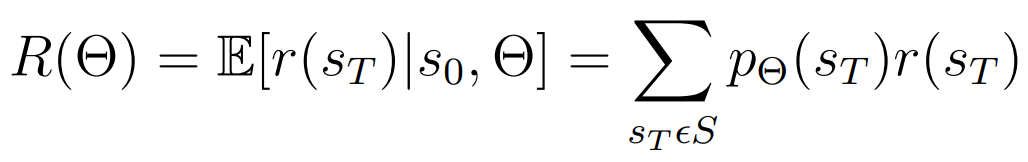 R(Θ) = 𝔼[r(s_T)|s_0, Θ] = ∑_{s_T ϵ S} p_Θ(s_T)r(s_T)